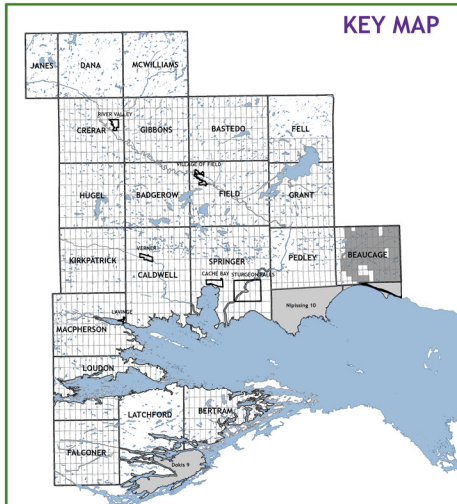 KEY MAP
JANES
DANA
MCWILLIAMS
RIVER VALLEY
CRERAR
GIBBONS
BASTEDO
FELL
VILLAGE OF FIELD
HUGEL
BADGEROW
FIELD
GRANT
VERNER
KIRKPATRICK
CALDWELL
SPRINGER
CACHE BAY
STURGEON FALLS
PEDLEY
BEAUCAGE
LAVINGE
Nipissing 10
MACPHERSON
LOUDON
LATCHFORD
BERTRAM
FALCONER
Dokis 9